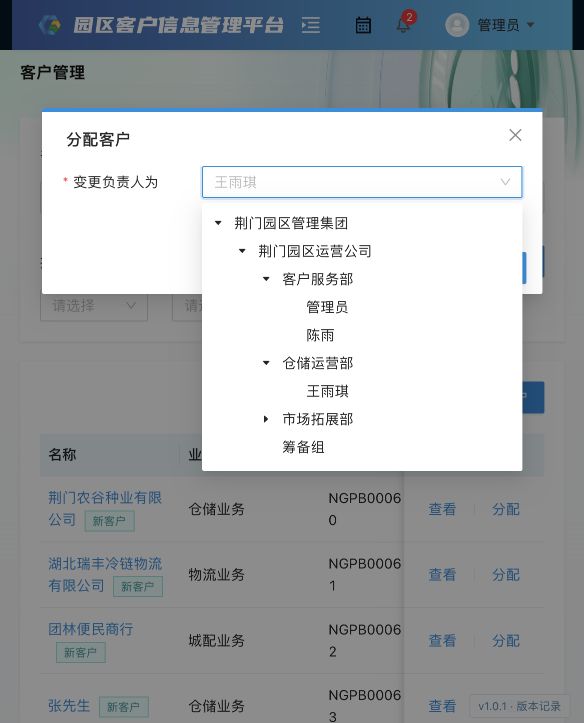 园区客户信息管理平台
2
管理员
客户管理
分配客户
* 变更负责人为
王雨琪
荆门园区管理集团
荆门园区运营公司
客户服务部
管理员
陈雨
仓储运营部
王雨琪
市场拓展部
筹备组
请选择
名称
荆门农谷种业有限
公司 新客户
仓储业务
NGPB0006
0
查看 分配
湖北瑞丰冷链物流
有限公司 新客户
物流业务
NGPB0006
1
查看 分配
团林便民商行
新客户
城配业务
NGPB0006
2
查看 分配
张先生 新客户
仓储业务
NGPB0006
3
查看
v1.0.1 · 版本记录